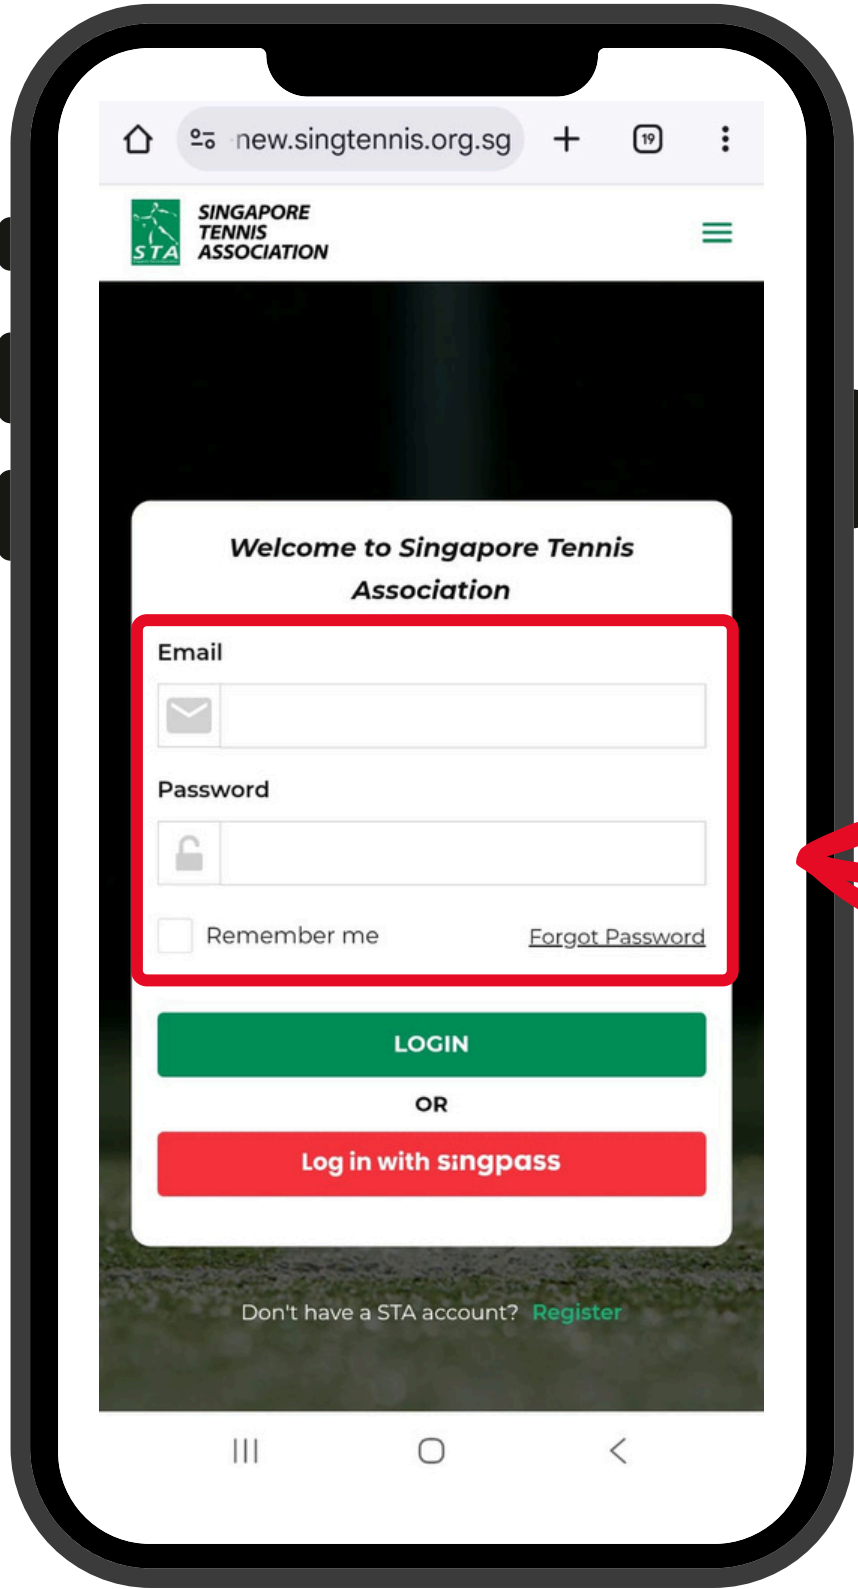 new.singtennis.org.sg
19
SINGAPORE
TENNIS
ASSOCIATION
STA
Welcome to Singapore Tennis
Association
Email
Password
Remember me Forgot Password
LOGIN
OR
Log in with singpass
Don't have a STA account? Register